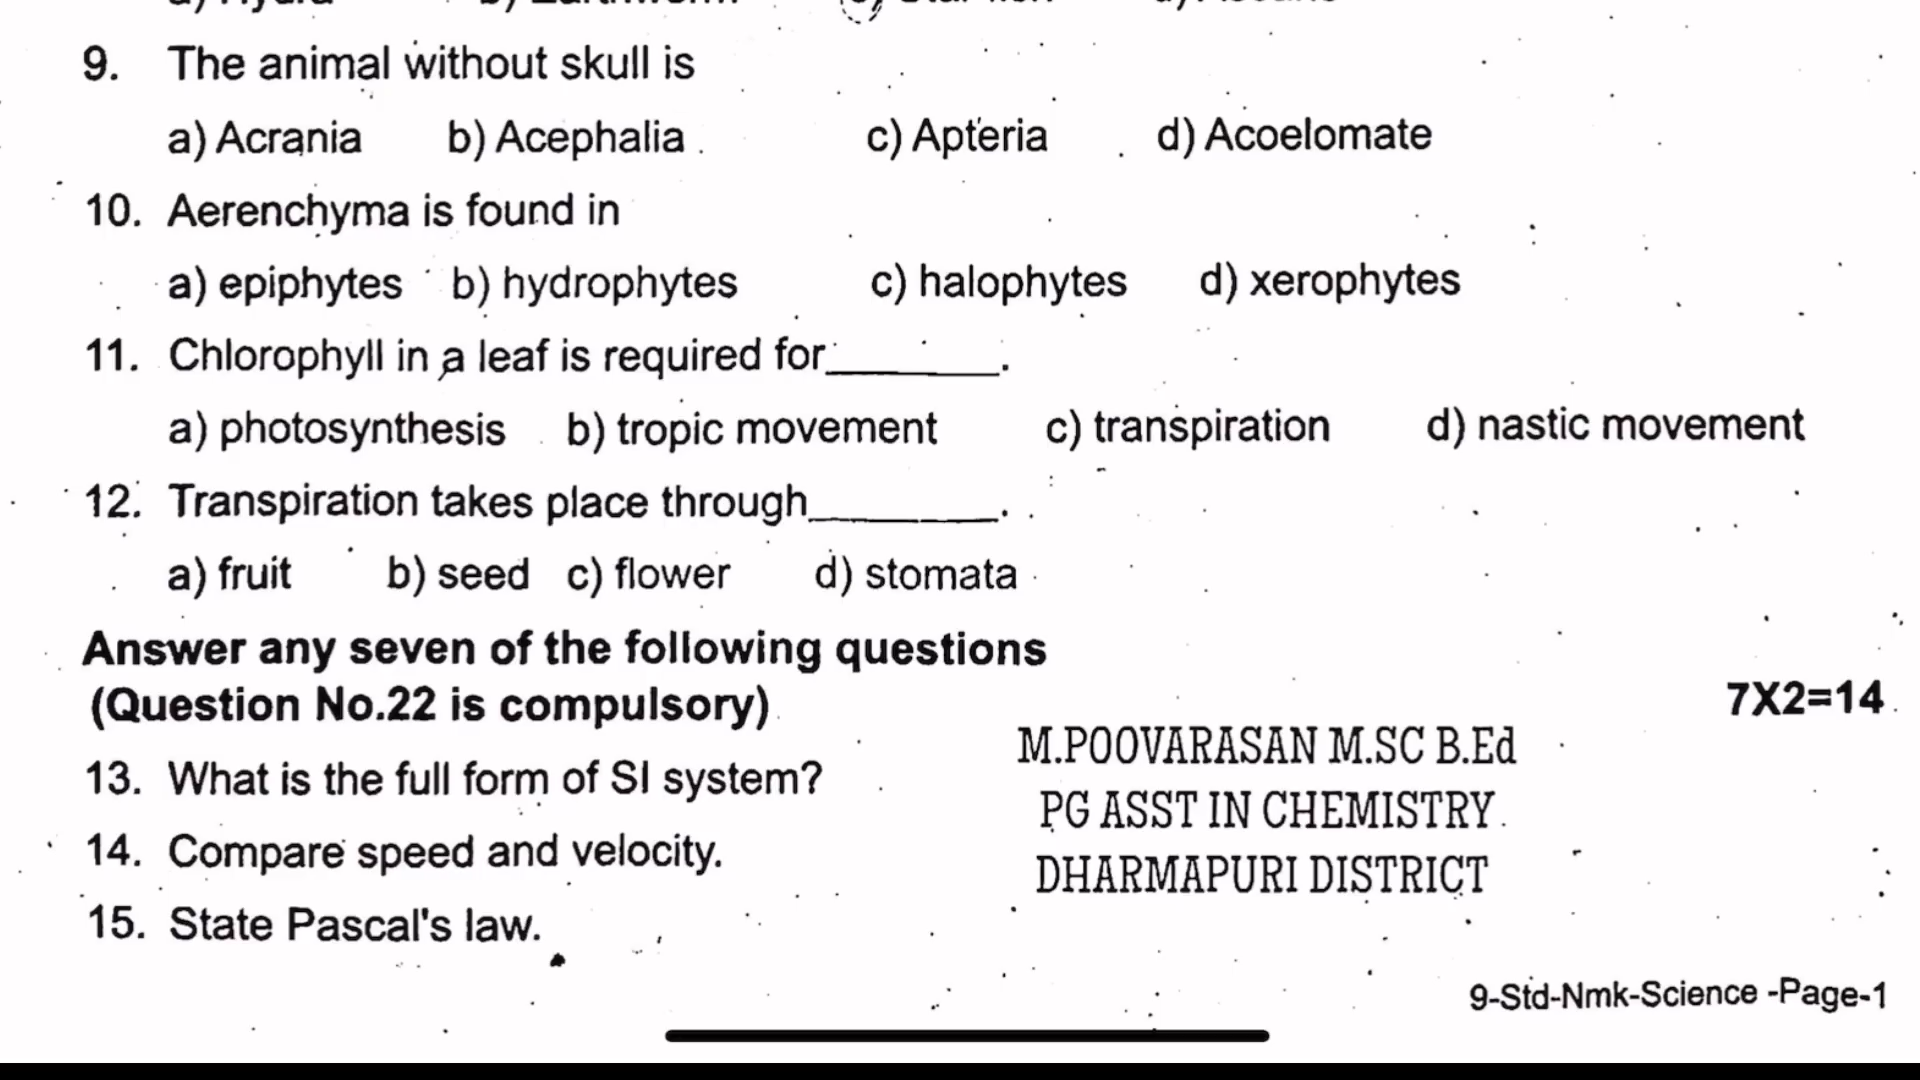 9. The animal without skull is
a) Acrania b) Acephalia c) Apteria d) Acoelomate
10. Aerenchyma is found in
a) epiphytes b) hydrophytes c) halophytes d) xerophytes
11. Chlorophyll in a leaf is required for________.
a) photosynthesis b) tropic movement c) transpiration d) nastic movement
12. Transpiration takes place through_________.
a) fruit b) seed c) flower d) stomata
Answer any seven of the following questions
(Question No.22 is compulsory) 7X2=14
13. What is the full form of SI system?
14. Compare speed and velocity.
15. State Pascal's law.
M.POOVARASAN M.SC B.Ed
PG ASST IN CHEMISTRY
DHARMAPURI DISTRICT
9-Std-Nmk-Science -Page-1